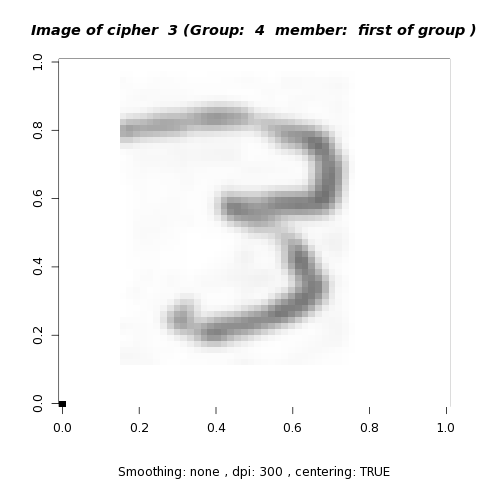 Image of cipher 3 (Group: 4 member: first of group )
1.0
0.8
0.6
0.4
0.2
0.0
3
0.0 0.2 0.4 0.6 0.8 1.0
Smoothing: none , dpi: 300 , centering: TRUE